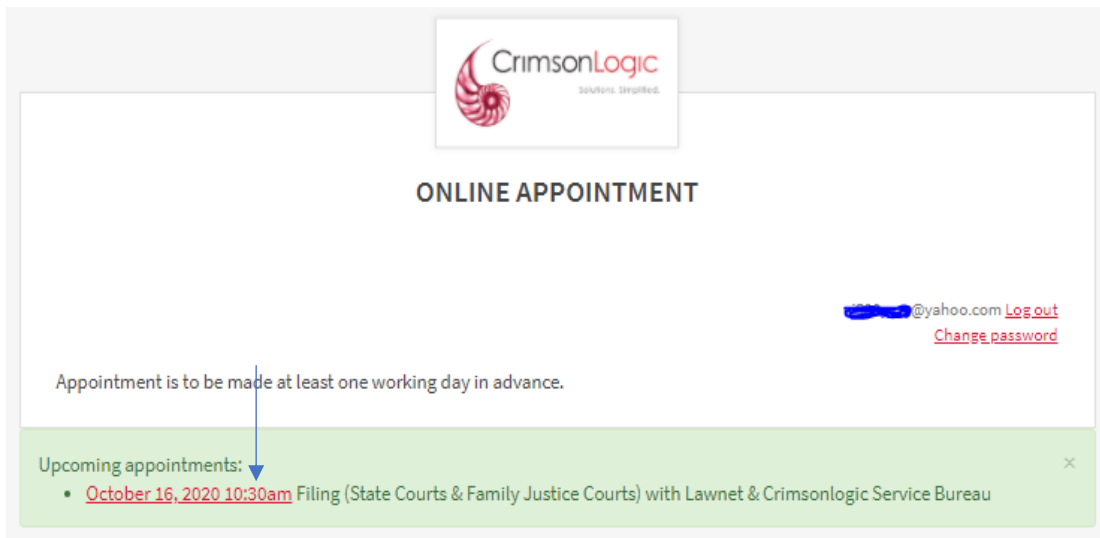 CrimsonLogic
Solutions. Simplified.
ONLINE APPOINTMENT
@yahoo.com Log out
Change password
Appointment is to be made at least one working day in advance.
Upcoming appointments:
×
• October 16, 2020 10:30am Filing (State Courts & Family Justice Courts) with Lawnet & Crimsonlogic Service Bureau